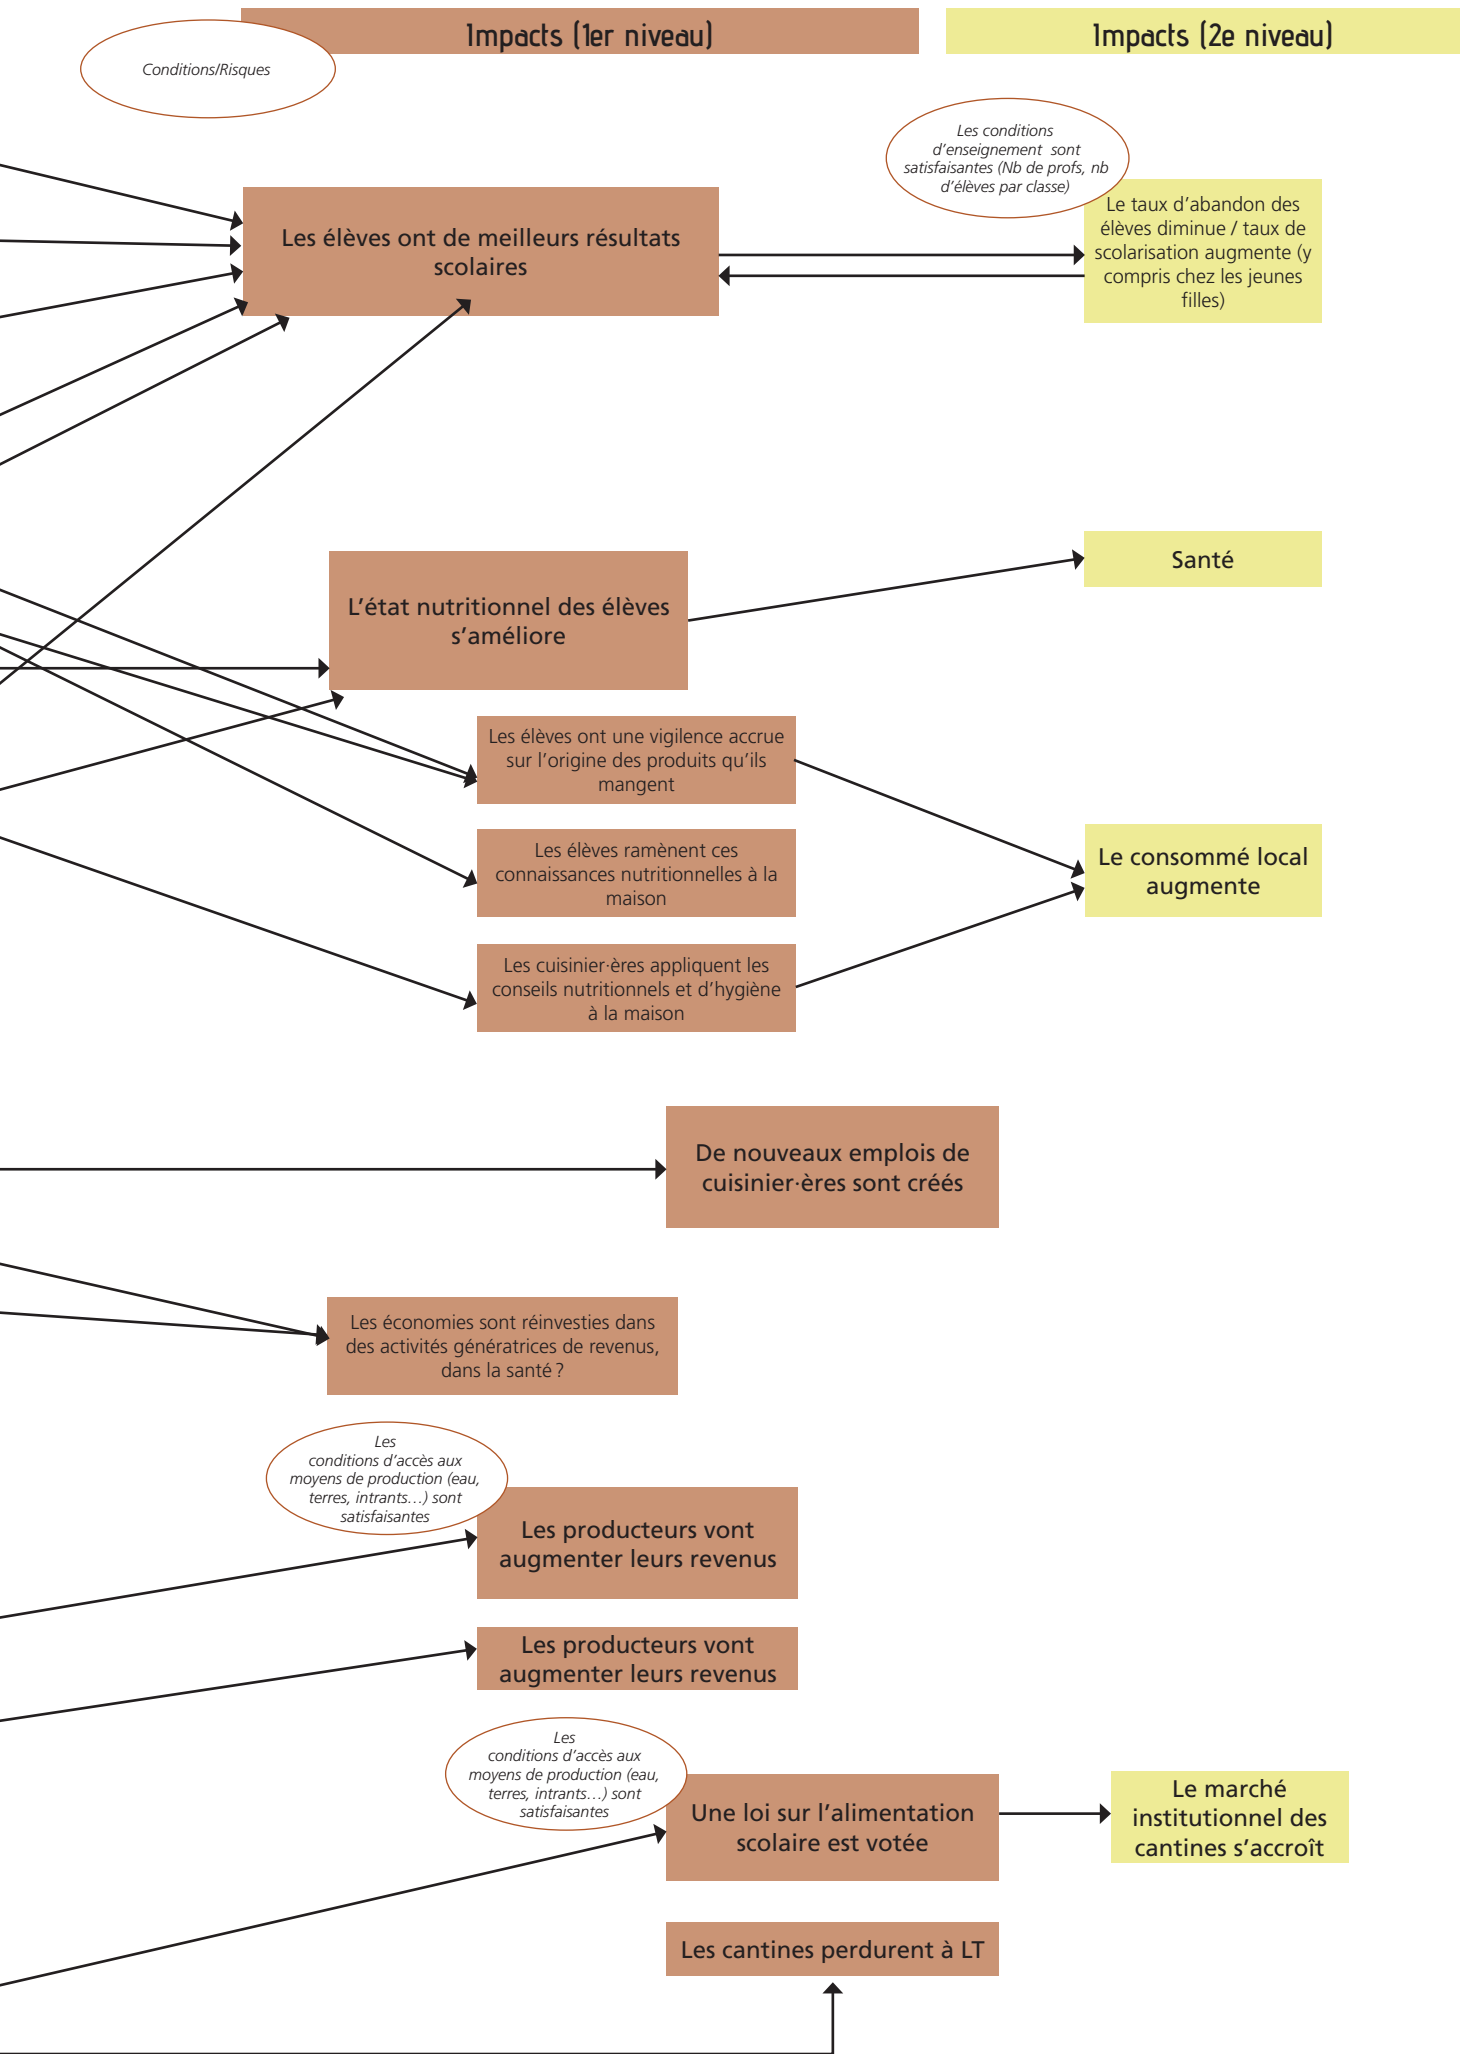 Impacts (1er niveau)
Impacts (2e niveau)
Conditions/Risques
Les conditions
d’enseignement sont
satisfaisantes (Nb de profs, nb
d’élèves par classe)
Les élèves ont de meilleurs résultats
scolaires
Le taux d’abandon des
élèves diminue / taux de
scolarisation augmente (y
compris chez les jeunes
filles)
L’état nutritionnel des élèves
s’améliore
Santé
Les élèves ont une vigilence accrue
sur l’origine des produits qu’ils
mangent
Les élèves ramènent ces
connaissances nutritionnelles à la
maison
Le consommé local
augmente
Les cuisinier·ères appliquent les
conseils nutritionnels et d’hygiène
à la maison
De nouveaux emplois de
cuisinier·ères sont créés
Les économies sont réinvesties dans
des activités génératrices de revenus,
dans la santé ?
Les
conditions d’accès aux
moyens de production (eau,
terres, intrants…) sont
satisfaisantes
Les producteurs vont
augmenter leurs revenus
Les producteurs vont
augmenter leurs revenus
Les
conditions d’accès aux
moyens de production (eau,
terres, intrants…) sont
satisfaisantes
Une loi sur l’alimentation
scolaire est votée
Le marché
institutionnel des
cantines s’accroît
Les cantines perdurent à LT